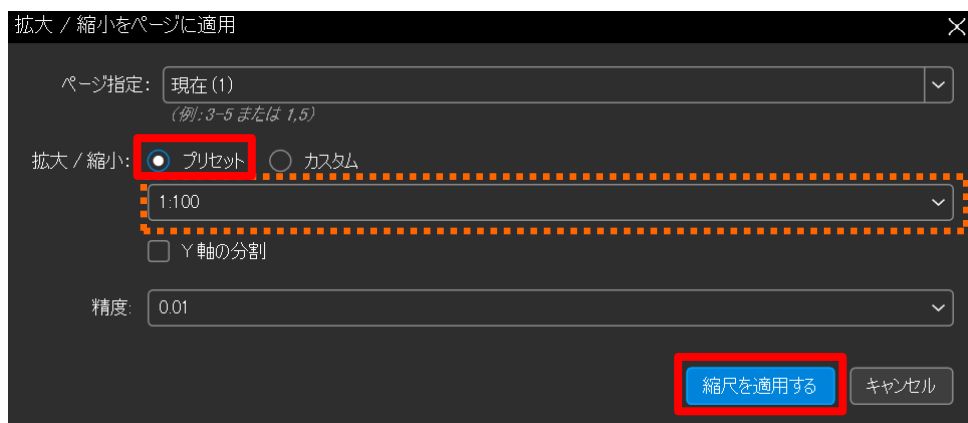 拡大 / 縮小をページに適用
ページ指定: 現在(1)
(例: 3-5 または 1,5)
拡大 / 縮小: プリセット カスタム
1:100
Y 軸の分割
精度: 0.01
縮尺を適用する キャンセル